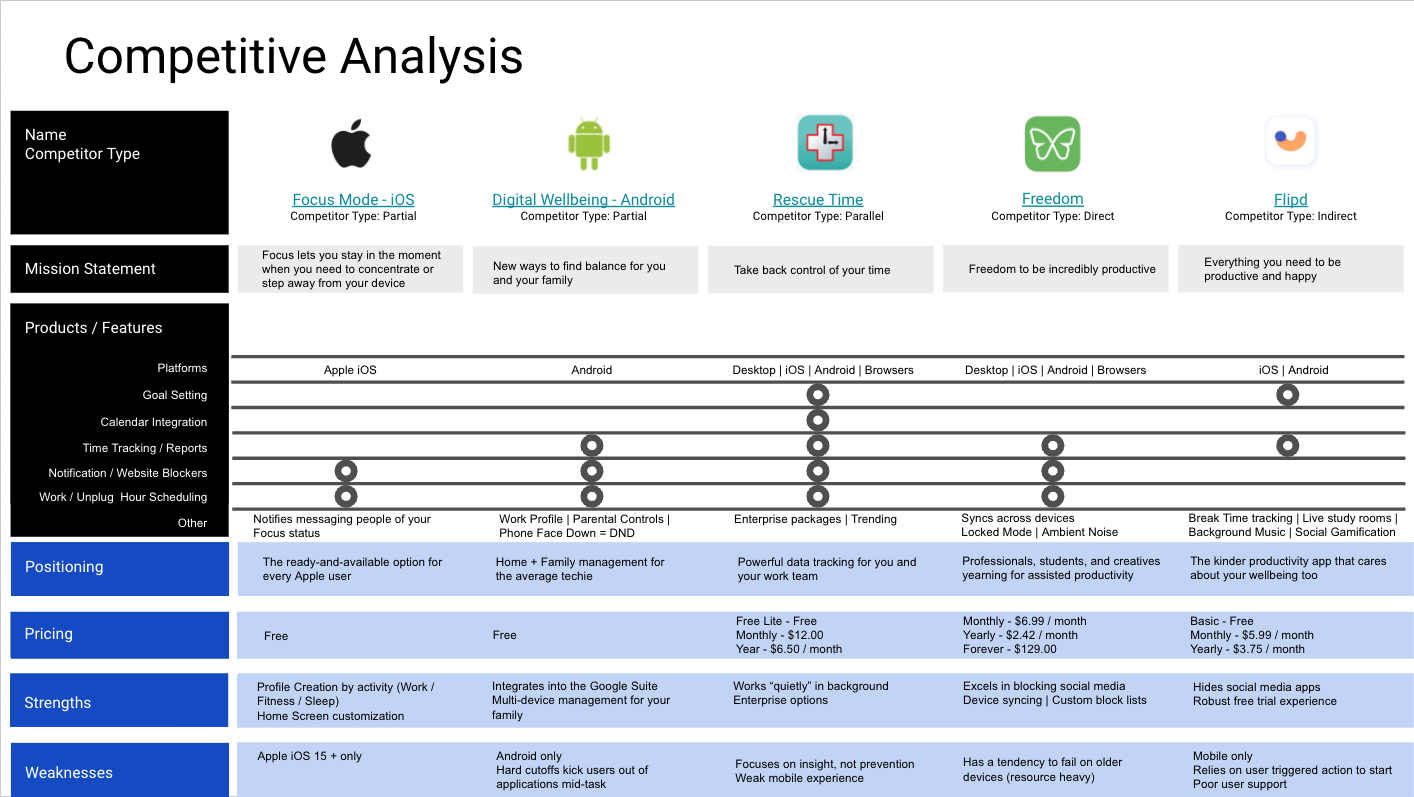 Competitive Analysis
Name
Competitor Type
Focus Mode - iOS
Competitor Type: Partial
Digital Wellbeing - Android
Competitor Type: Partial
Rescue Time
Competitor Type: Parallel
Freedom
Competitor Type: Direct
Flipd
Competitor Type: Indirect
Mission Statement
Focus lets you stay in the moment
when you need to concentrate or
step away from your device
New ways to find balance for you
and your family
Take back control of your time
Freedom to be incredibly productive
Everything you need to be
productive and happy
Products / Features
Platforms
Apple iOS
Android
Desktop | iOS | Android | Browsers
Desktop | iOS | Android | Browsers
iOS | Android
Goal Setting
Calendar Integration
Time Tracking / Reports
Notification / Website Blockers
Work / Unplug  Hour Scheduling
Other
Notifies messaging people of your
Focus status
Work Profile | Parental Controls |
Phone Face Down = DND
Enterprise packages | Trending
Syncs across devices
Locked Mode | Ambient Noise
Break Time tracking | Live study rooms |
Background Music | Social Gamification
Positioning
The ready-and-available option for
every Apple user
Home + Family management for
the average techie
Powerful data tracking for you and
your work team
Professionals, students, and creatives
yearning for assisted productivity
The kinder productivity app that cares
about your wellbeing too
Pricing
Free
Free
Free Lite - Free
Monthly - $12.00
Year - $6.50 / month
Monthly - $6.99 / month
Yearly - $2.42 / month
Forever - $129.00
Basic - Free
Monthly - $5.99 / month
Yearly - $3.75 / month
Strengths
Profile Creation by activity (Work /
Fitness / Sleep)
Home Screen customization
Integrates into the Google Suite
Multi-device management for your
family
Works “quietly” in background
Enterprise options
Excels in blocking social media
Device syncing | Custom block lists
Hides social media apps
Robust free trial experience
Weaknesses
Apple iOS 15 + only
Android only
Hard cutoffs kick users out of
applications mid-task
Focuses on insight, not prevention
Weak mobile experience
Has a tendency to fail on older
devices (resource heavy)
Mobile only
Relies on user triggered action to start
Poor user support